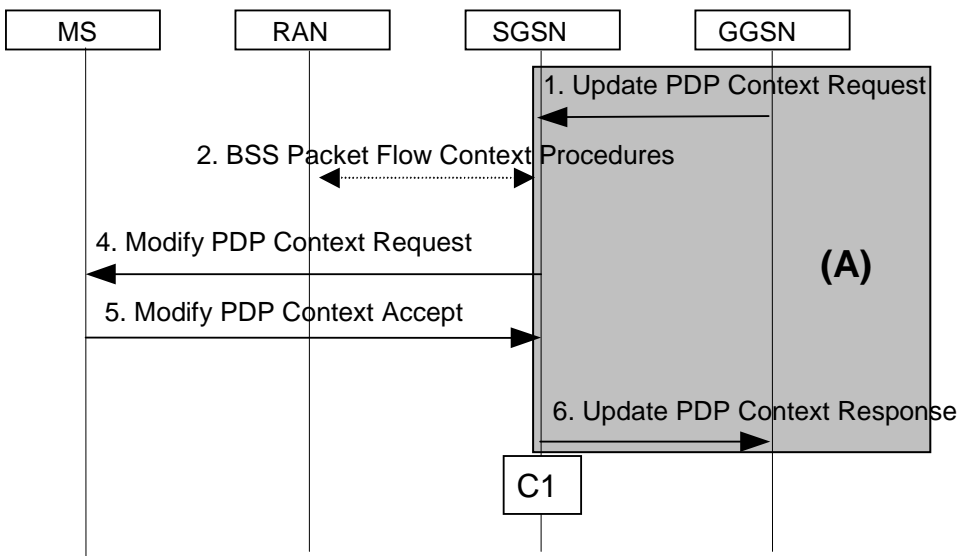 MS
RAN
SGSN
GGSN
1. Update PDP Context Request
2. BSS Packet Flow Context Procedures
4. Modify PDP Context Request
(A)
5. Modify PDP Context Accept
6. Update PDP Context Response
C1